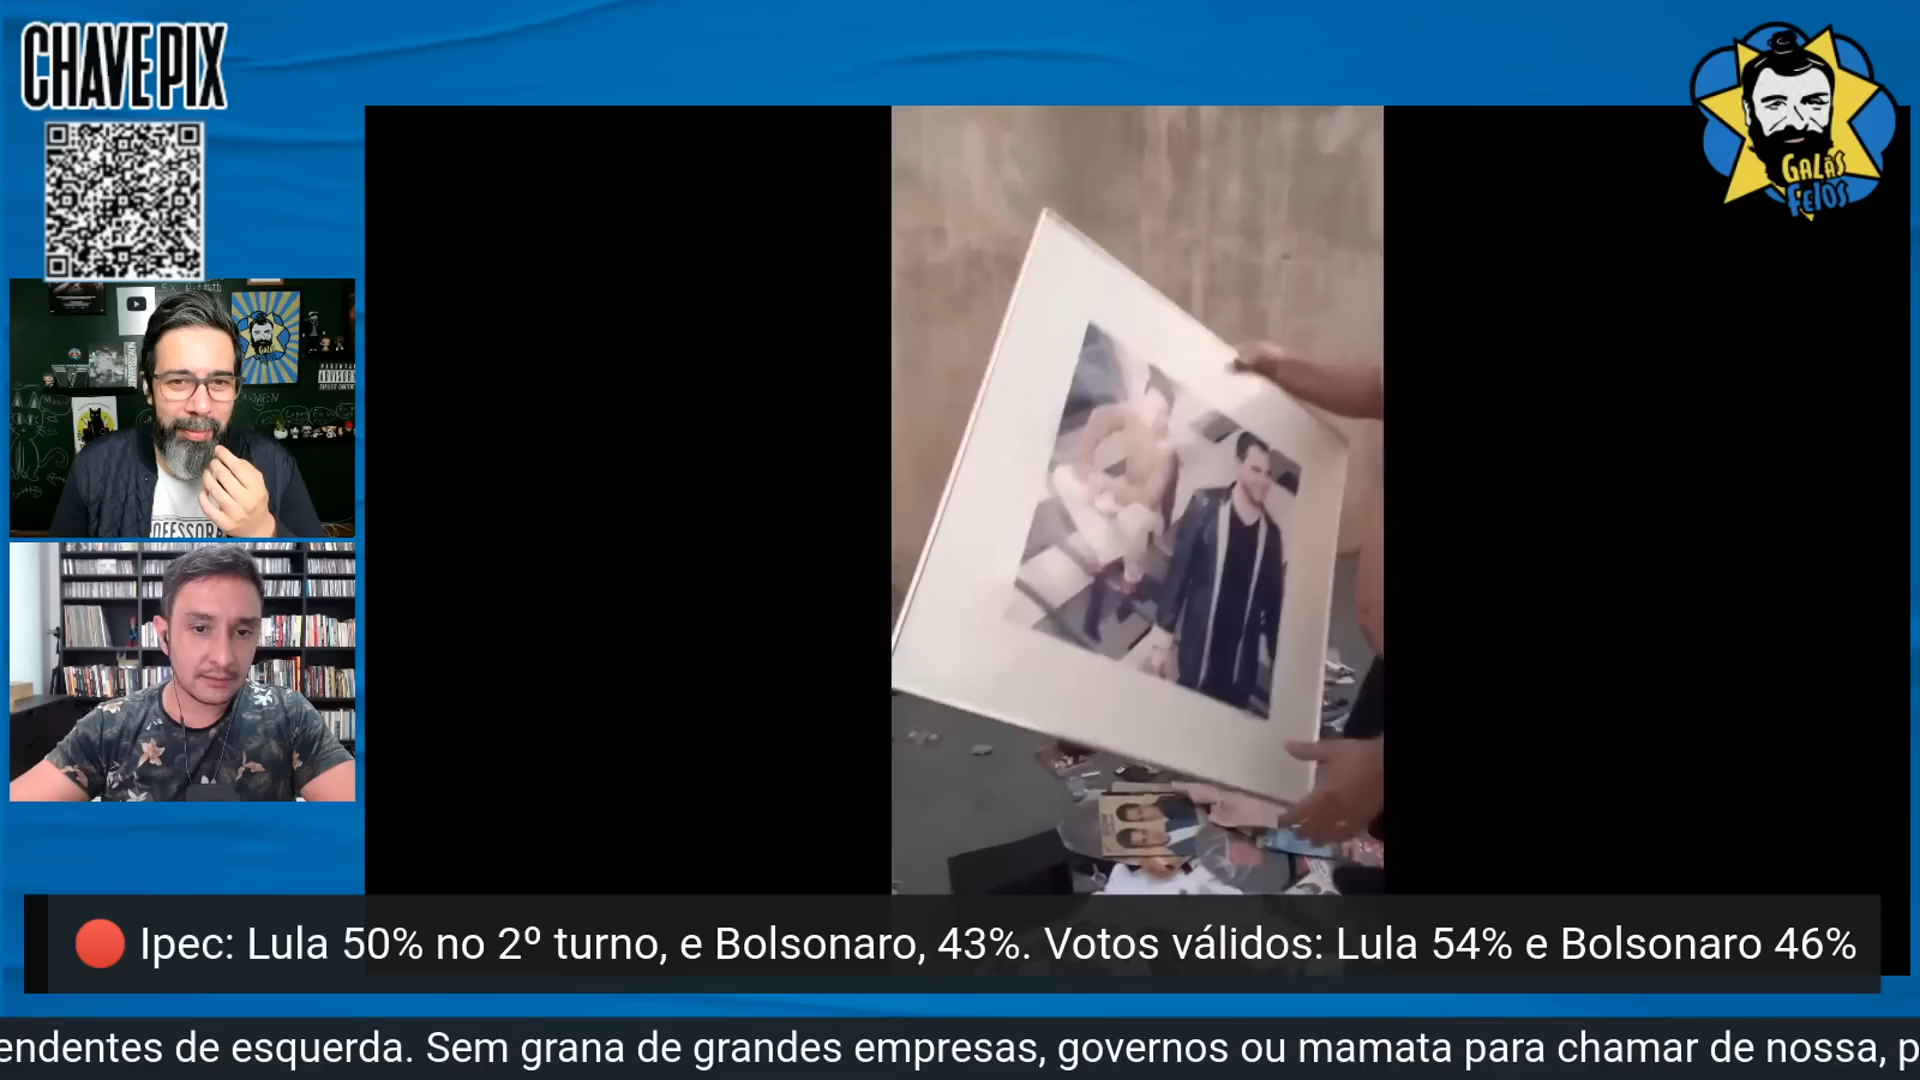 CHAVE PIX
GALÃS
FEIOS
PROFESSORA
🔴 Ipec: Lula 50% no 2º turno, e Bolsonaro, 43%. Votos válidos: Lula 54% e Bolsonaro 46%
endentes de esquerda. Sem grana de grandes empresas, governos ou mamata para chamar de nossa, p